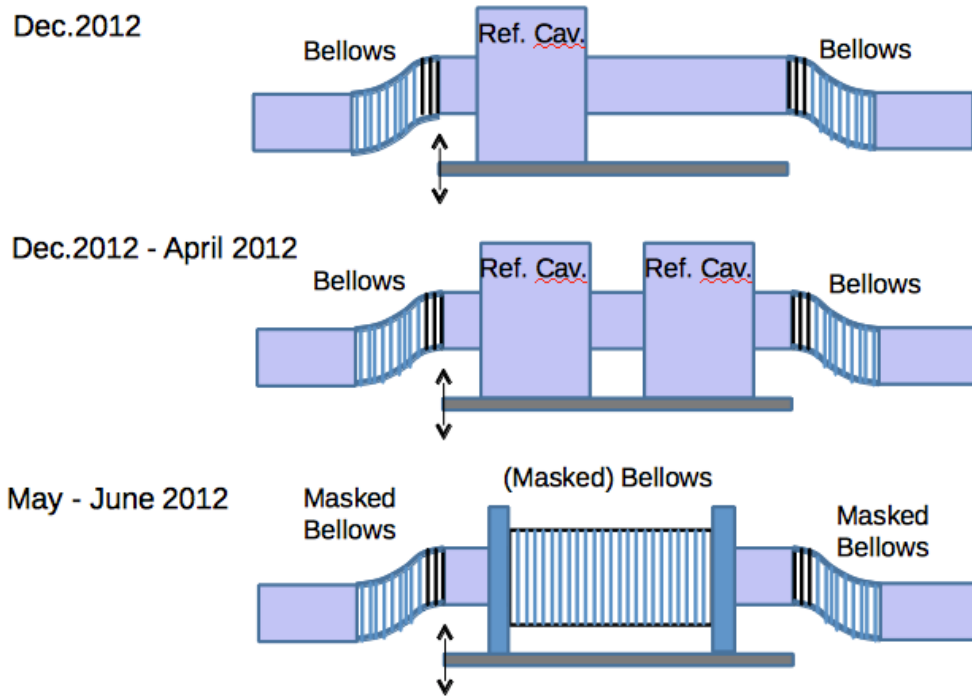 Dec.2012
Bellows
Ref. Cav.
Bellows
Dec.2012 - April 2012
Bellows
Ref. Cav.
Ref. Cav.
Bellows
May - June 2012
Masked
Bellows
(Masked) Bellows
Masked
Bellows